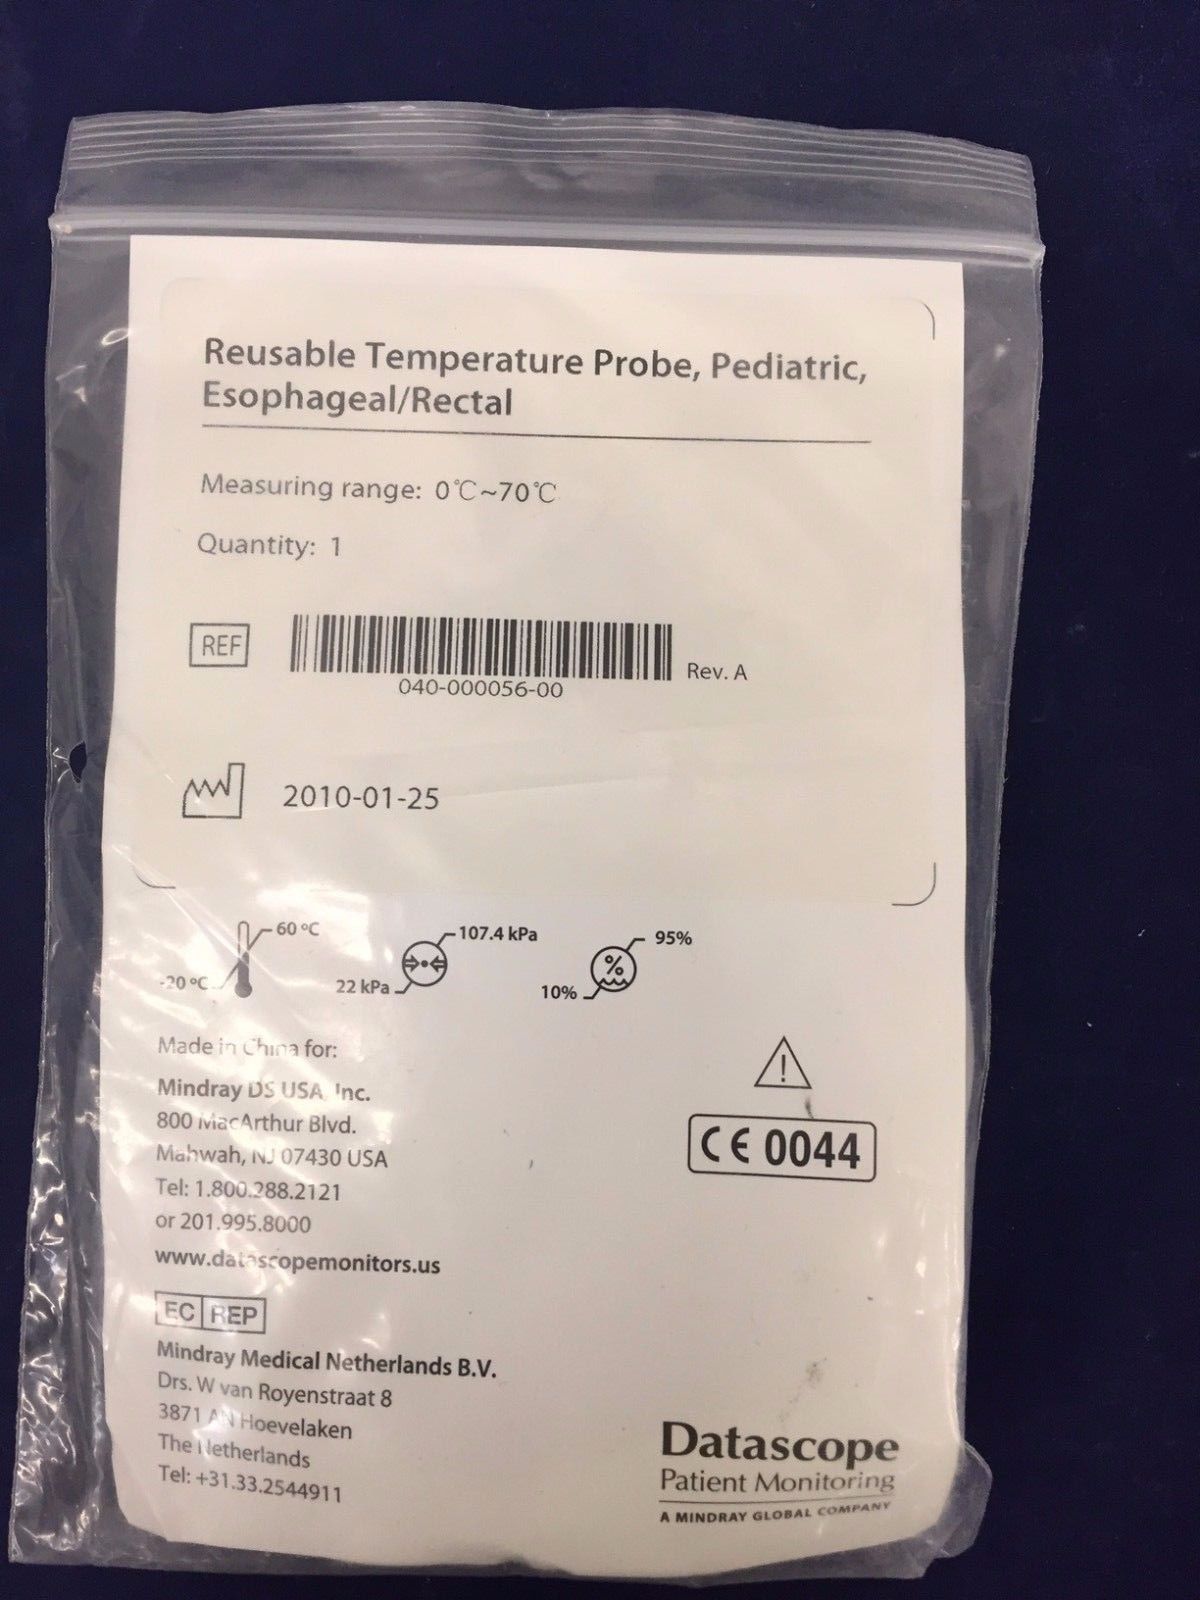 Reusable Temperature Probe, Pediatric,
Esophageal/Rectal
Measuring range: 0℃~70℃
Quantity: 1
REF
040-000056-00
Rev. A
2010-01-25
60 ºC
-20 ºC
107.4 kPa
22 kPa
95%
%
10%
Made in China for:
Mindray DS USA, Inc.
800 MacArthur Blvd.
Mahwah, NJ 07430 USA
Tel: 1.800.288.2121
or 201.995.8000
www.datascopemonitors.us
!
CE 0044
EC REP
Mindray Medical Netherlands B.V.
Drs. W van Royenstraat 8
3871 AN Hoevelaken
The Netherlands
Tel: +31.33.2544911
Datascope
Patient Monitoring
A MINDRAY GLOBAL COMPANY